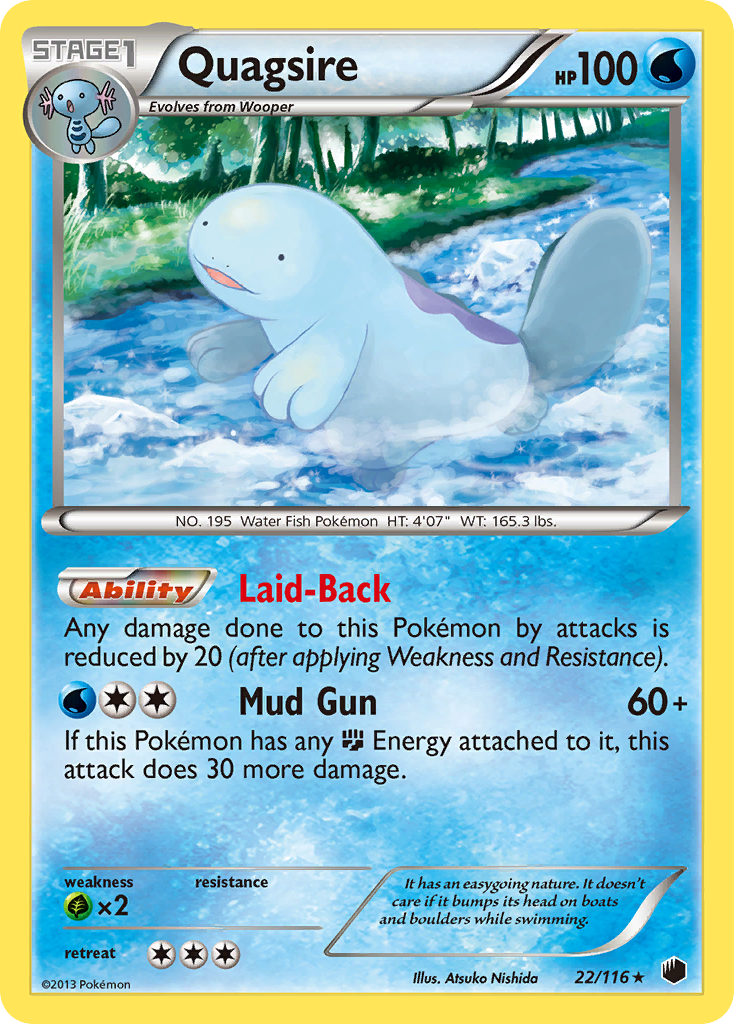 STAGE1
Quagsire
HP100
Evolves from Wooper
NO. 195 Water Fish Pokémon HT: 4'07" WT: 165.3 lbs.
Ability Laid-Back
Any damage done to this Pokémon by attacks is
reduced by 20 (after applying Weakness and Resistance).
Mud Gun 60+
If this Pokémon has any Energy attached to it, this
attack does 30 more damage.
weakness resistance
×2
It has an easygoing nature. It doesn't
care if it bumps its head on boats
and boulders while swimming.
retreat
©2013 Pokémon
Illus. Atsuko Nishida 22/116 ★